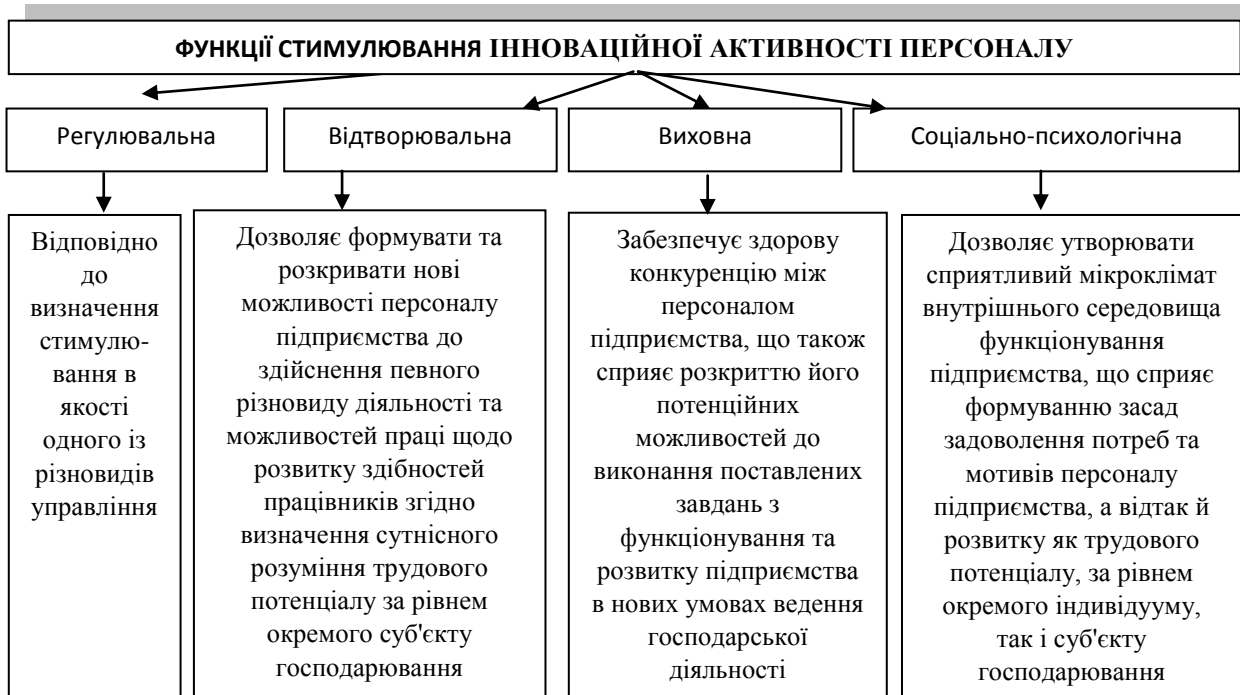 ФУНКЦІЇ СТИМУЛЮВАННЯ ІННОВАЦІЙНОЇ АКТИВНОСТІ ПЕРСОНАЛУ
Регулювальна
Відтворювальна
Виховна
Соціально-психологічна
Відповідно
до
визначення
стимулю-
вання в
якості
одного із
різновидів
управління
Дозволяє формувати та
розкривати нові
можливості персоналу
підприємства до
здійснення певного
різновиду діяльності та
можливостей праці щодо
розвитку здібностей
працівників згідно
визначення сутнісного
розуміння трудового
потенціалу за рівнем
окремого суб'єкту
господарювання
Забезпечує здорову
конкуренцію між
персоналом
підприємства, що також
сприяє розкриттю його
потенційних
можливостей до
виконання поставлених
завдань з
функціонування та
розвитку підприємства
в нових умовах ведення
господарської
діяльності
Дозволяє утворювати
сприятливий мікроклімат
внутрішнього середовища
функціонування
підприємства, що сприяє
формуванню засад
задоволення потреб та
мотивів персоналу
підприємства, а відтак й
розвитку як трудового
потенціалу, за рівнем
окремого індивідууму,
так і суб'єкту
господарювання